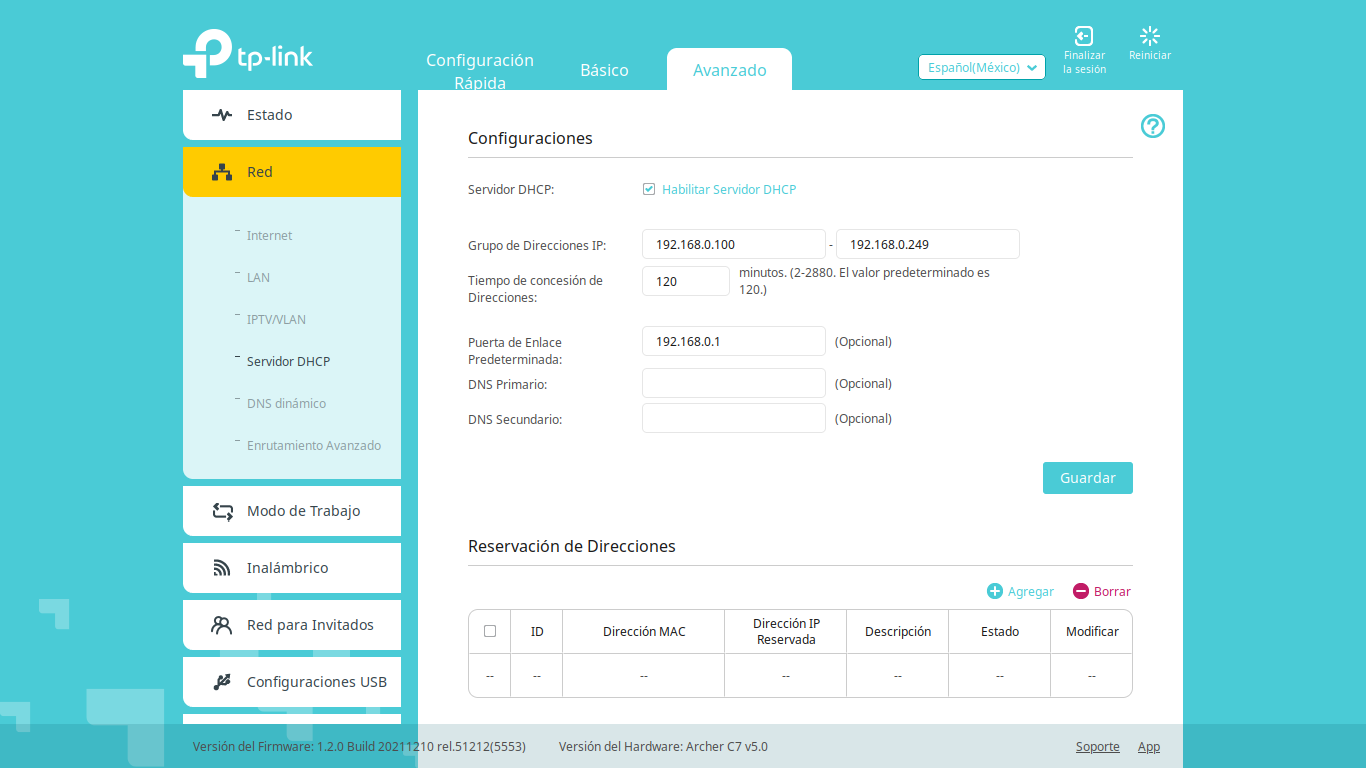 tp-link
Configuración
Rápida
Básico
Avanzado
Español(México)
Finalizar
la sesión
Reiniciar
Estado
Red
Internet
LAN
IPTV/VLAN
Servidor DHCP
DNS dinámico
Enrutamiento Avanzado
Modo de Trabajo
Inalámbrico
Red para Invitados
Configuraciones USB
Configuraciones
Servidor DHCP:
Habilitar Servidor DHCP
Grupo de Direcciones IP:
192.168.0.100 - 192.168.0.249
Tiempo de concesión de
Direcciones:
120
minutos. (2-2880. El valor predeterminado es
120.)
Puerta de Enlace
Predeterminada:
192.168.0.1
(Opcional)
DNS Primario:
(Opcional)
DNS Secundario:
(Opcional)
Guardar
Reservación de Direcciones
Agregar
Borrar
ID
Dirección MAC
Dirección IP
Reservada
Descripción
Estado
Modificar
-- -- -- -- -- -- --
Versión del Firmware: 1.2.0 Build 20211210 rel.51212(5553)
Versión del Hardware: Archer C7 v5.0
Soporte
App